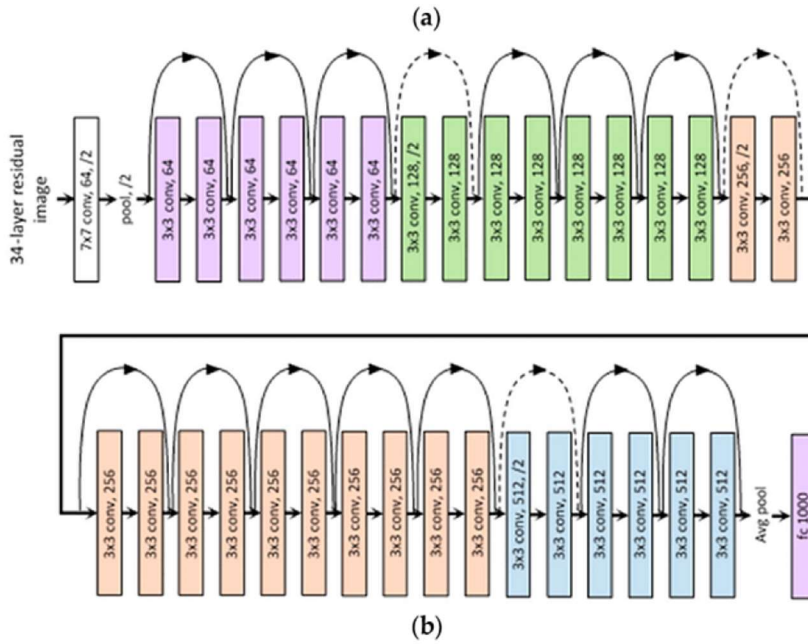 (a)
34-layer residual
image
7x7 conv, 64, /2
pool, /2
3x3 conv, 64
3x3 conv, 64
3x3 conv, 64
3x3 conv, 64
3x3 conv, 64
3x3 conv, 64
3x3 conv, 128, /2
3x3 conv, 128
3x3 conv, 128
3x3 conv, 128
3x3 conv, 128
3x3 conv, 128
3x3 conv, 128
3x3 conv, 128
3x3 conv, 256, /2
3x3 conv, 256
3x3 conv, 256
3x3 conv, 256
3x3 conv, 256
3x3 conv, 256
3x3 conv, 256
3x3 conv, 256
3x3 conv, 256
3x3 conv, 256
3x3 conv, 256
3x3 conv, 256
3x3 conv, 512, /2
3x3 conv, 512
3x3 conv, 512
3x3 conv, 512
3x3 conv, 512
3x3 conv, 512
Avg pool
fc 1000
(b)